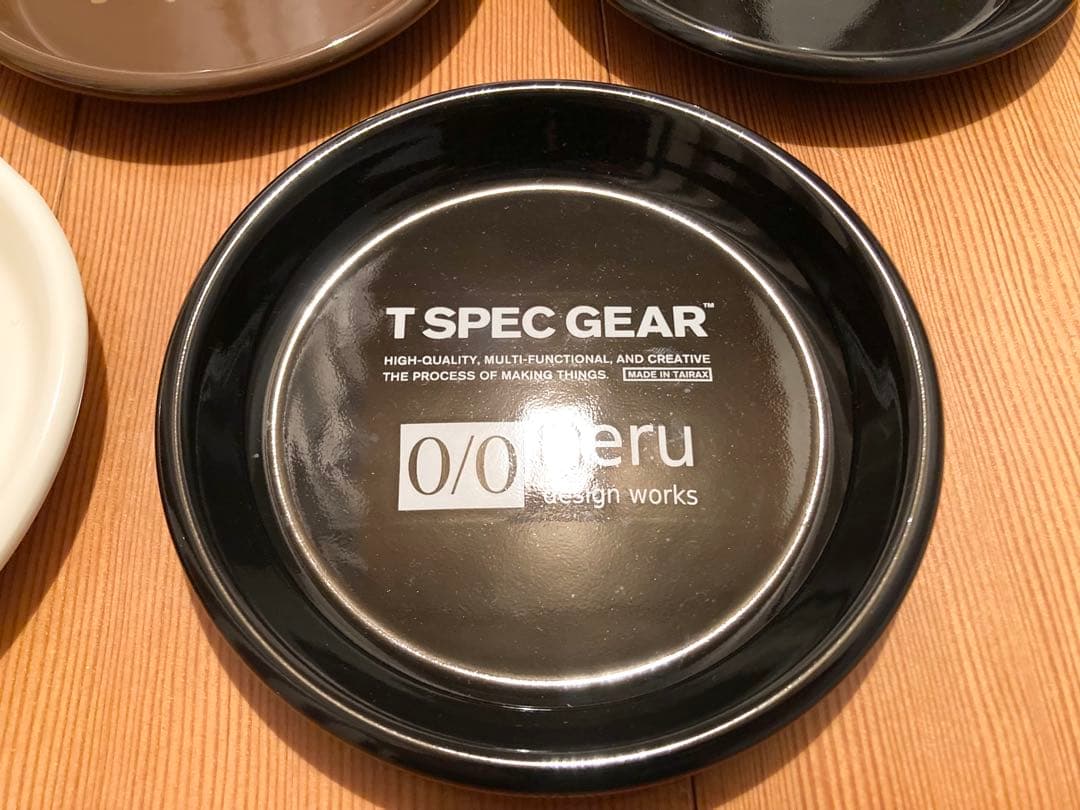 T SPEC GEAR™
HIGH-QUALITY, MULTI-FUNCTIONAL, AND CREATIVE
THE PROCESS OF MAKING THINGS. MADE IN TAIRAX
0/0
design works